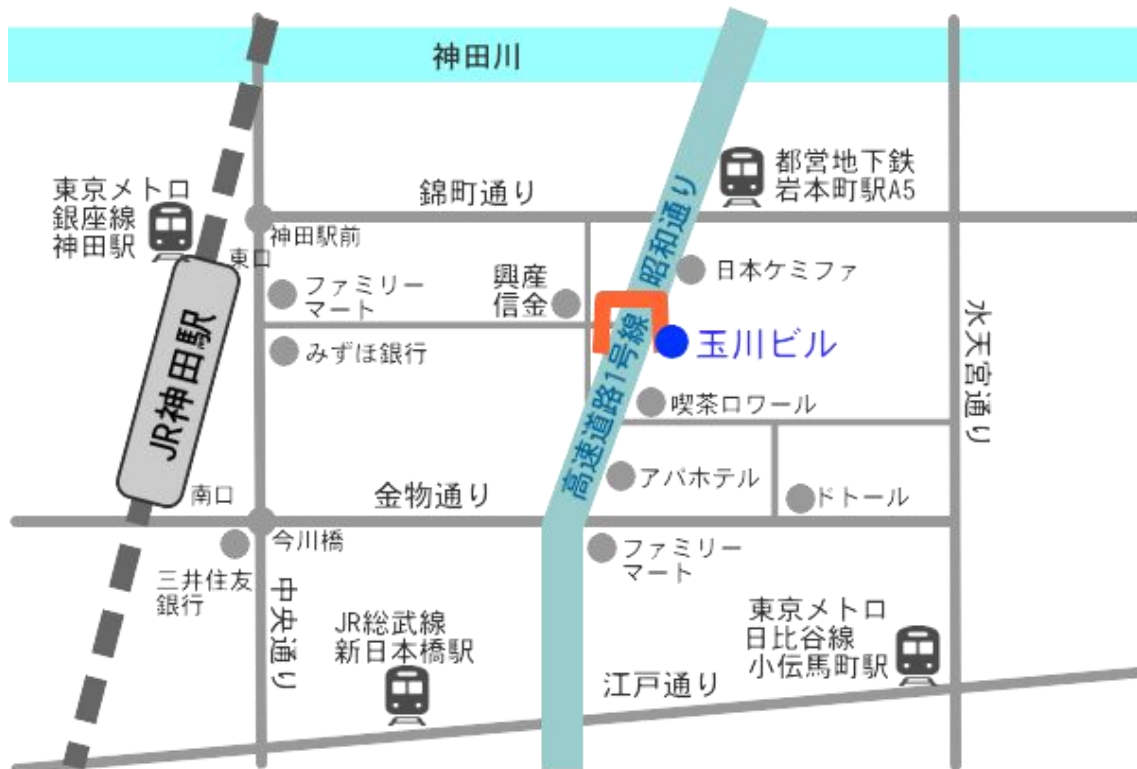 神田川
都営地下鉄
岩本町駅A5
東京メトロ
銀座線
神田駅
錦町通り
昭和通り
神田駅前
東口
日本ケミファ
興産
信金
ファミリー
マート
水天宮通り
JR神田駅
みずほ銀行
高速道路1号線
玉川ビル
喫茶ロワール
アパホテル
ドトール
南口
金物通り
今川橋
ファミリー
マート
三井住友
銀行
中央通り
JR総武線
新日本橋駅
東京メトロ
日比谷線
小伝馬町駅
江戸通り